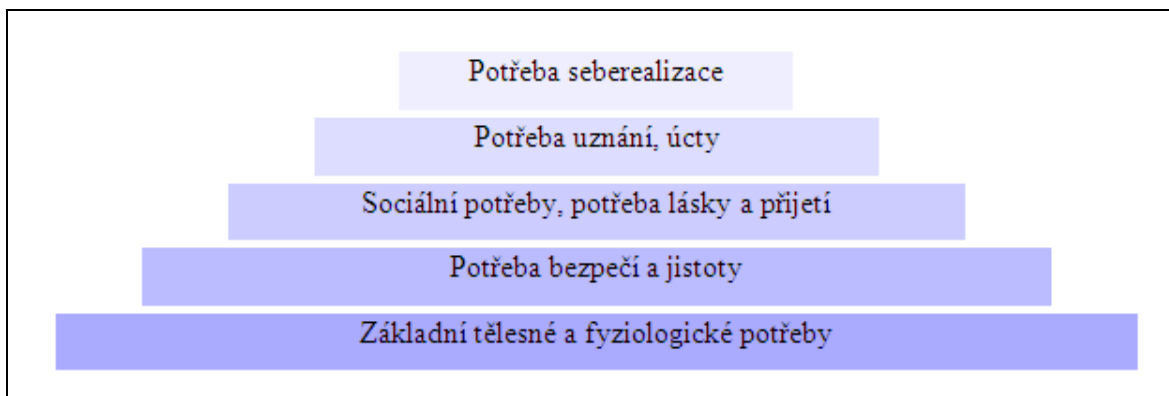 Potřeba seberealizace
Potřeba uznání, úcty
Sociální potřeby, potřeba lásky a přijetí
Potřeba bezpečí a jistoty
Základní tělesné a fyziologické potřeby